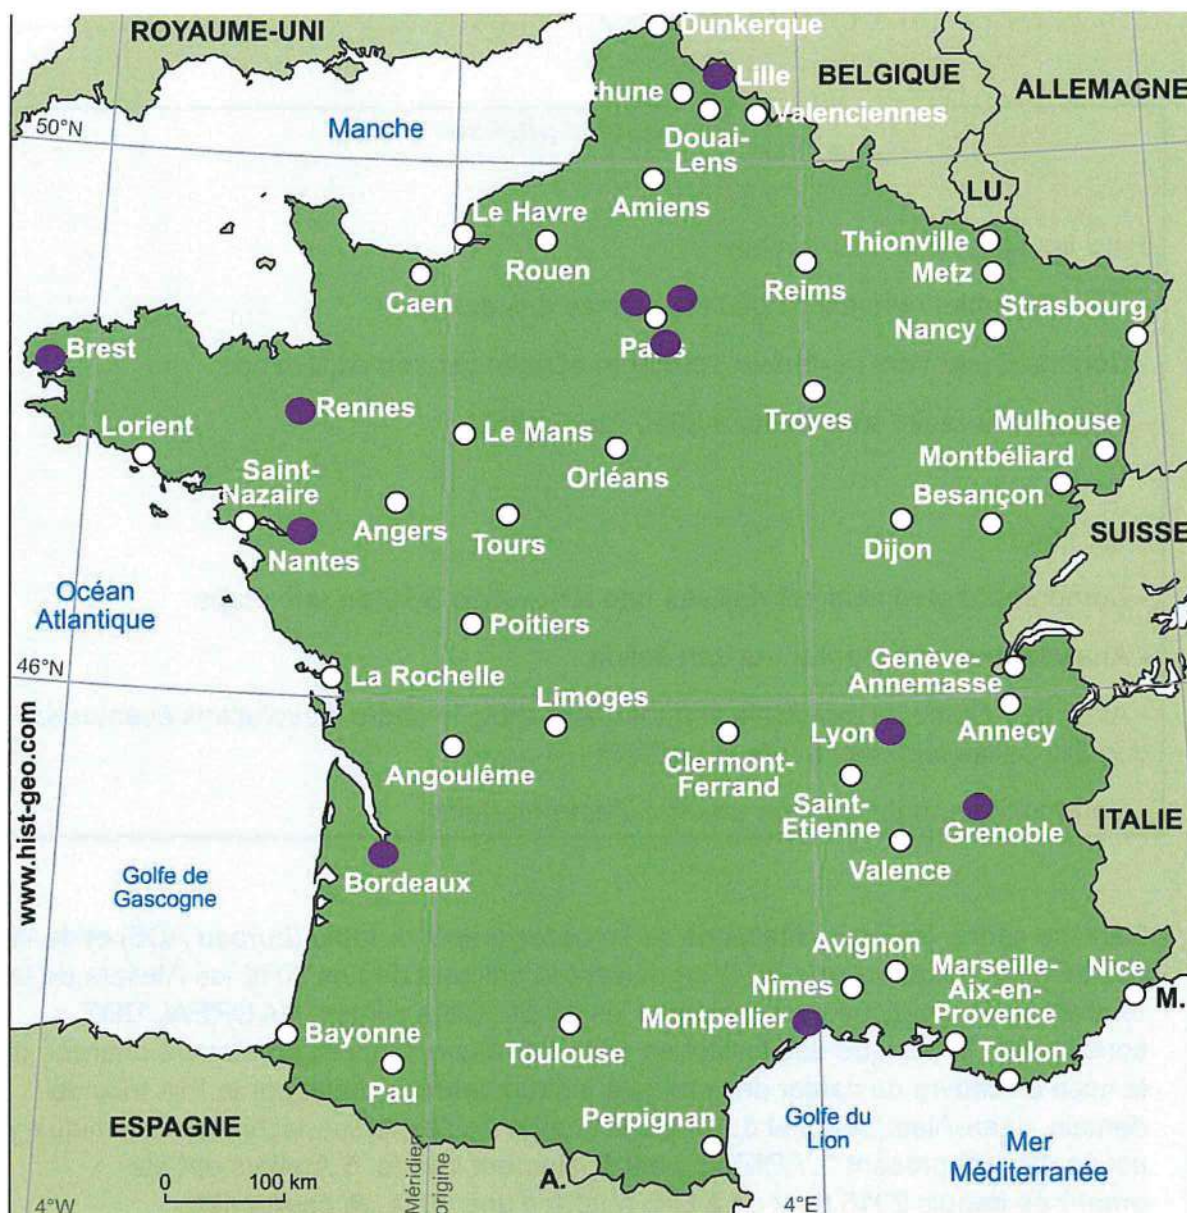 ROYAUME-UNI
Dunkerque
Lille
BELGIQUE
ALLEMAGNE
thune
Valenciennes
50°N
Manche
Douai-
Lens
LU.
Amiens
Le Havre
Thionville
Rouen
Metz
Caen
Reims
Strasbourg
Nancy
Brest
Rennes
Troyes
Mulhouse
Lorient
Le Mans
Orléans
Montbéliard
Saint-
Nazaire
Besançon
Angers
Tours
Dijon
SUISSE
Nantes
Océan
Atlantique
Poitiers
46°N
La Rochelle
Genève-
Annemasse
Limoges
Annecy
Lyon
Angoulême
Clermont-
Ferrand
Saint-
Etienne
Grenoble
ITALIE
www.hist-geo.com
Valence
Golfe de
Gascogne
Bordeaux
Avignon
Marseille-
Aix-en-
Provence
Nice
Nîmes
M.
Montpellier
Bayonne
Toulouse
Toulon
Pau
Perpignan
ESPAGNE
Golfe du
Lion
Mer
Méditerranée
A.
0 100 km
Méridien
origine
4°W
4°E